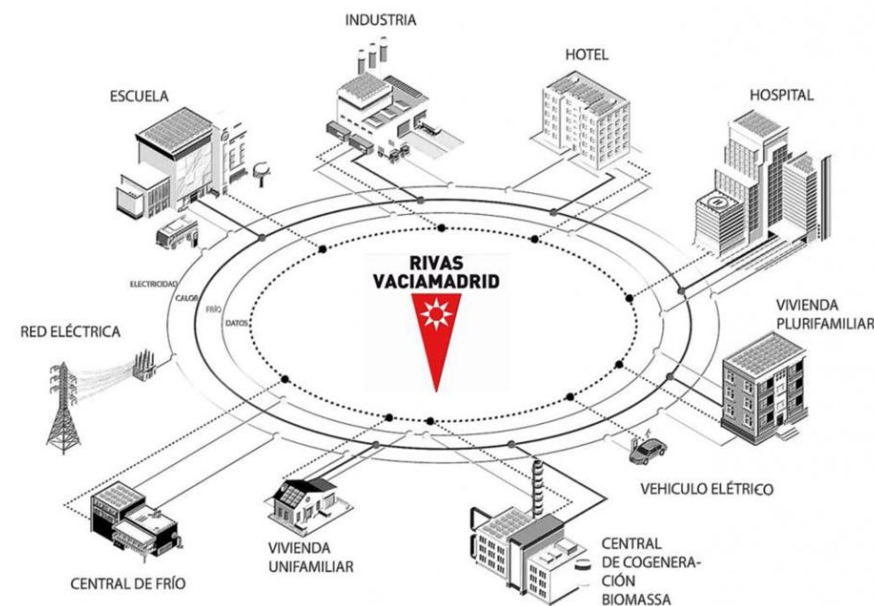 INDUSTRIA
HOTEL
ESCUELA
HOSPITAL
RIVAS
VACIAMADRID
ELECTRICIDAD
CALOR
FRÍO
DATOS
RED ELÉCTRICA
VIVIENDA
PLURIFAMILIAR
H
VEHICULO ELÉTRICO
CENTRAL DE FRÍO
VIVIENDA
UNIFAMILIAR
CENTRAL
DE COGENERA-
CIÓN
BIOMASSA